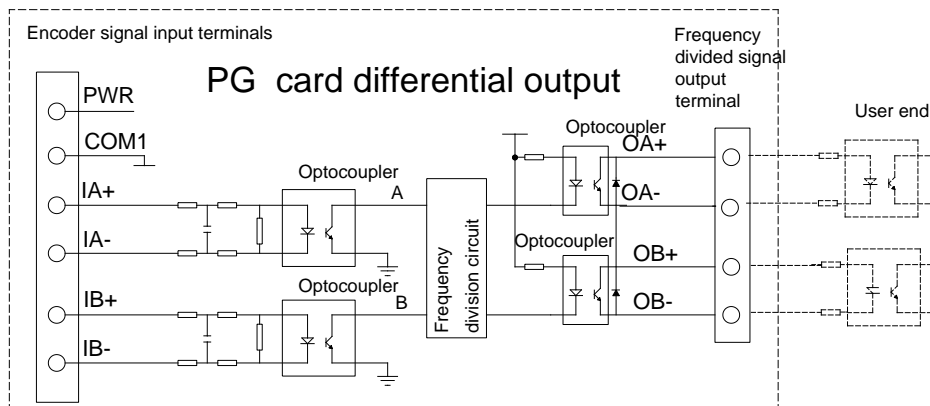 Encoder signal input terminals
PG card differential output
Frequency
divided signal
output
terminal
User end
PWR
COM1
IA+
IA-
IB+
IB-
Optocoupler
A
Optocoupler
B
Frequency
division circuit
Optocoupler
OA+
OA-
Optocoupler
OB+
OB-